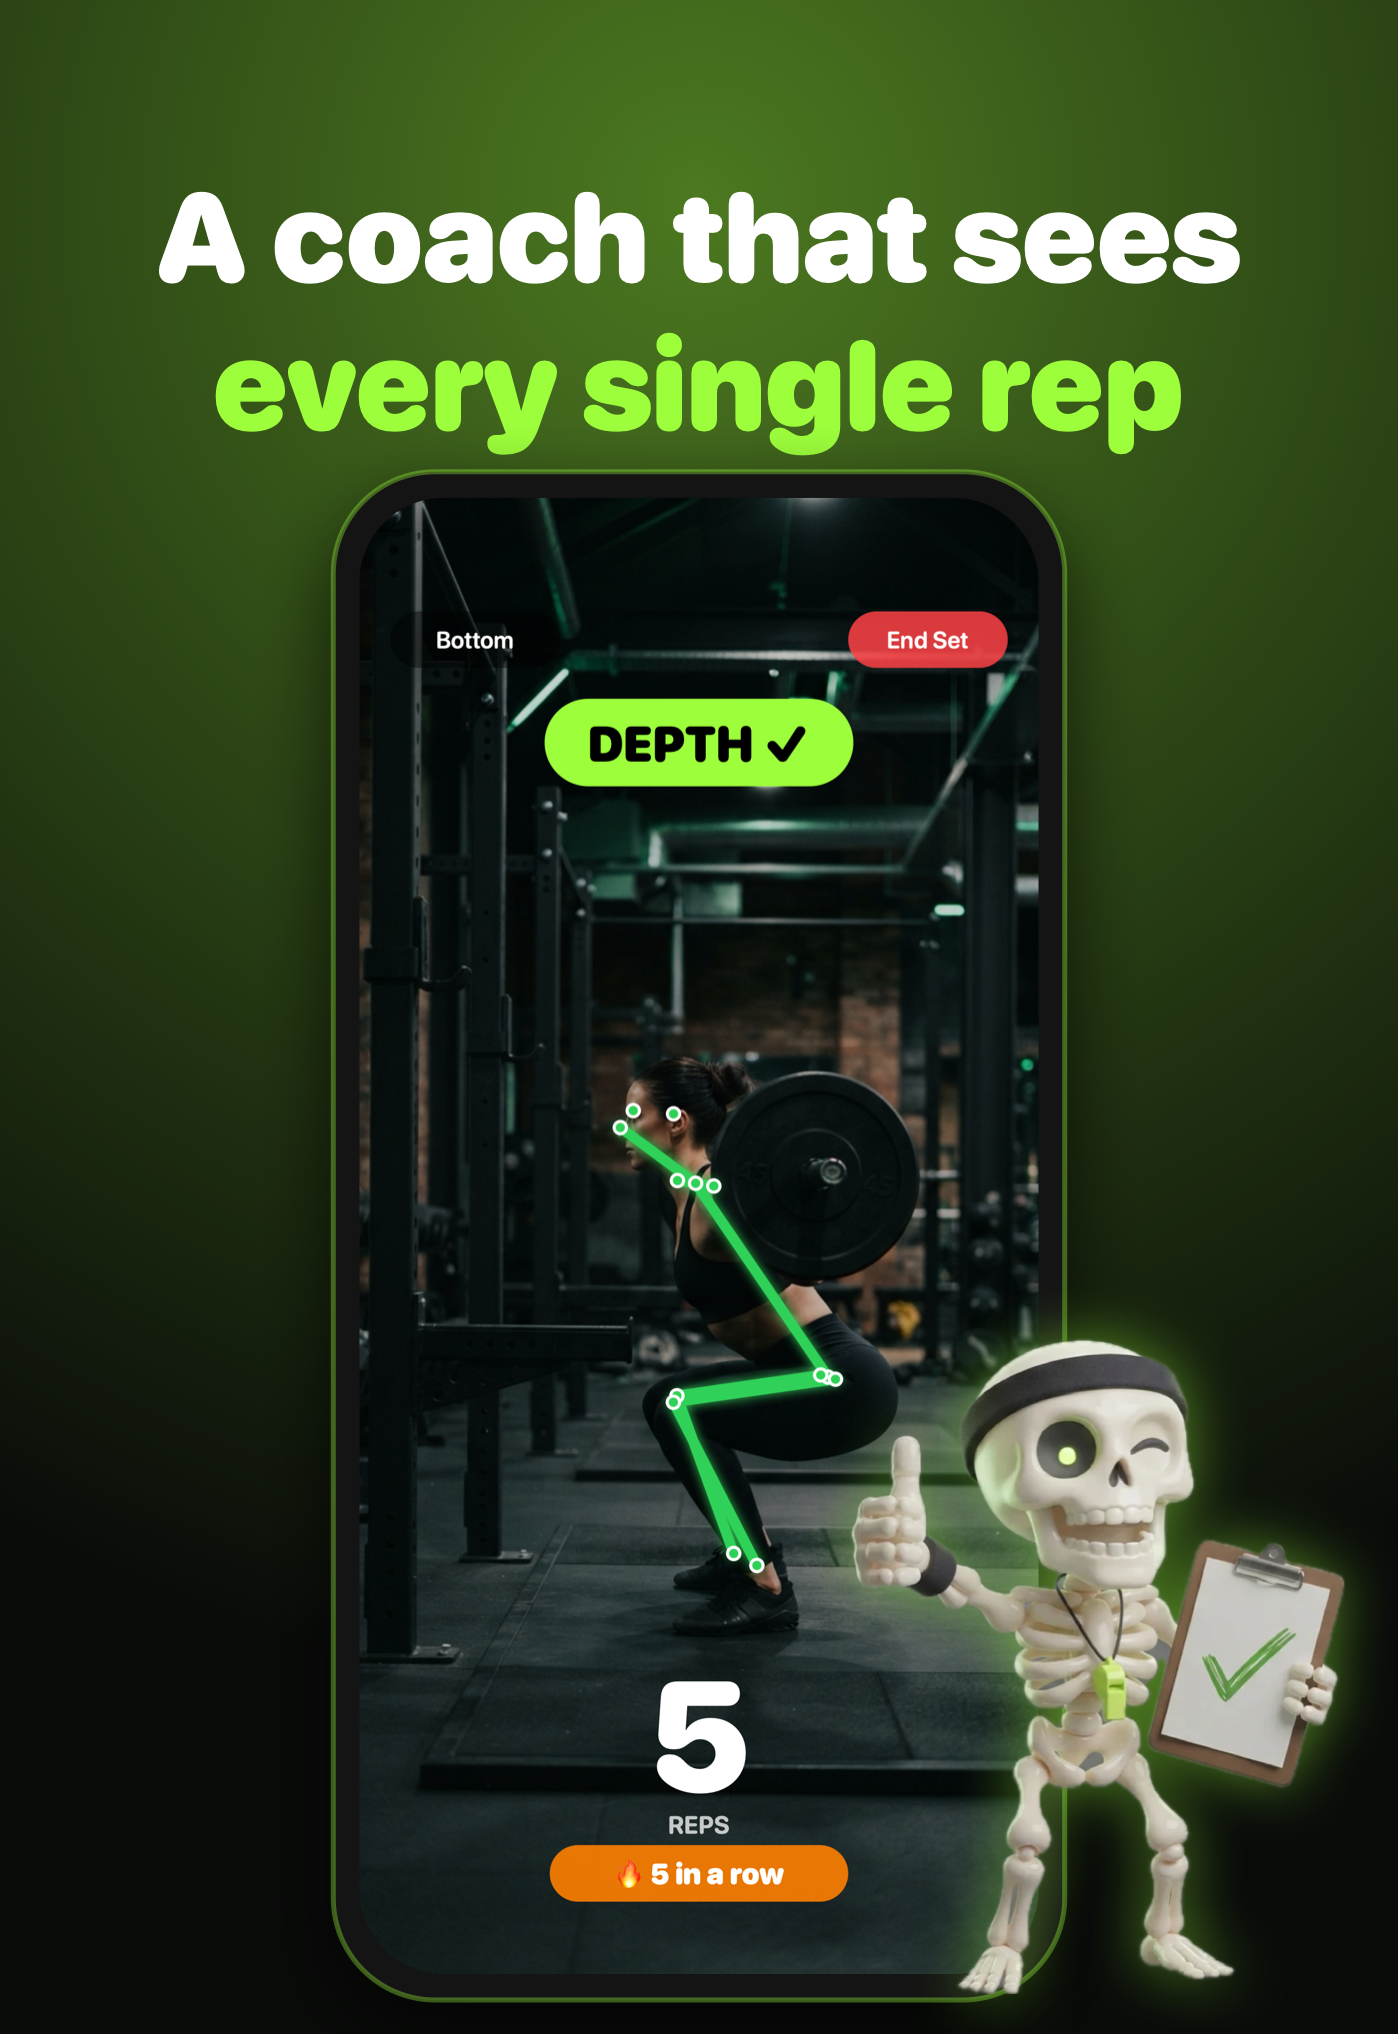 A coach that sees
every single rep
Bottom
End Set
DEPTH ✓
5
REPS
🔥 5 in a row